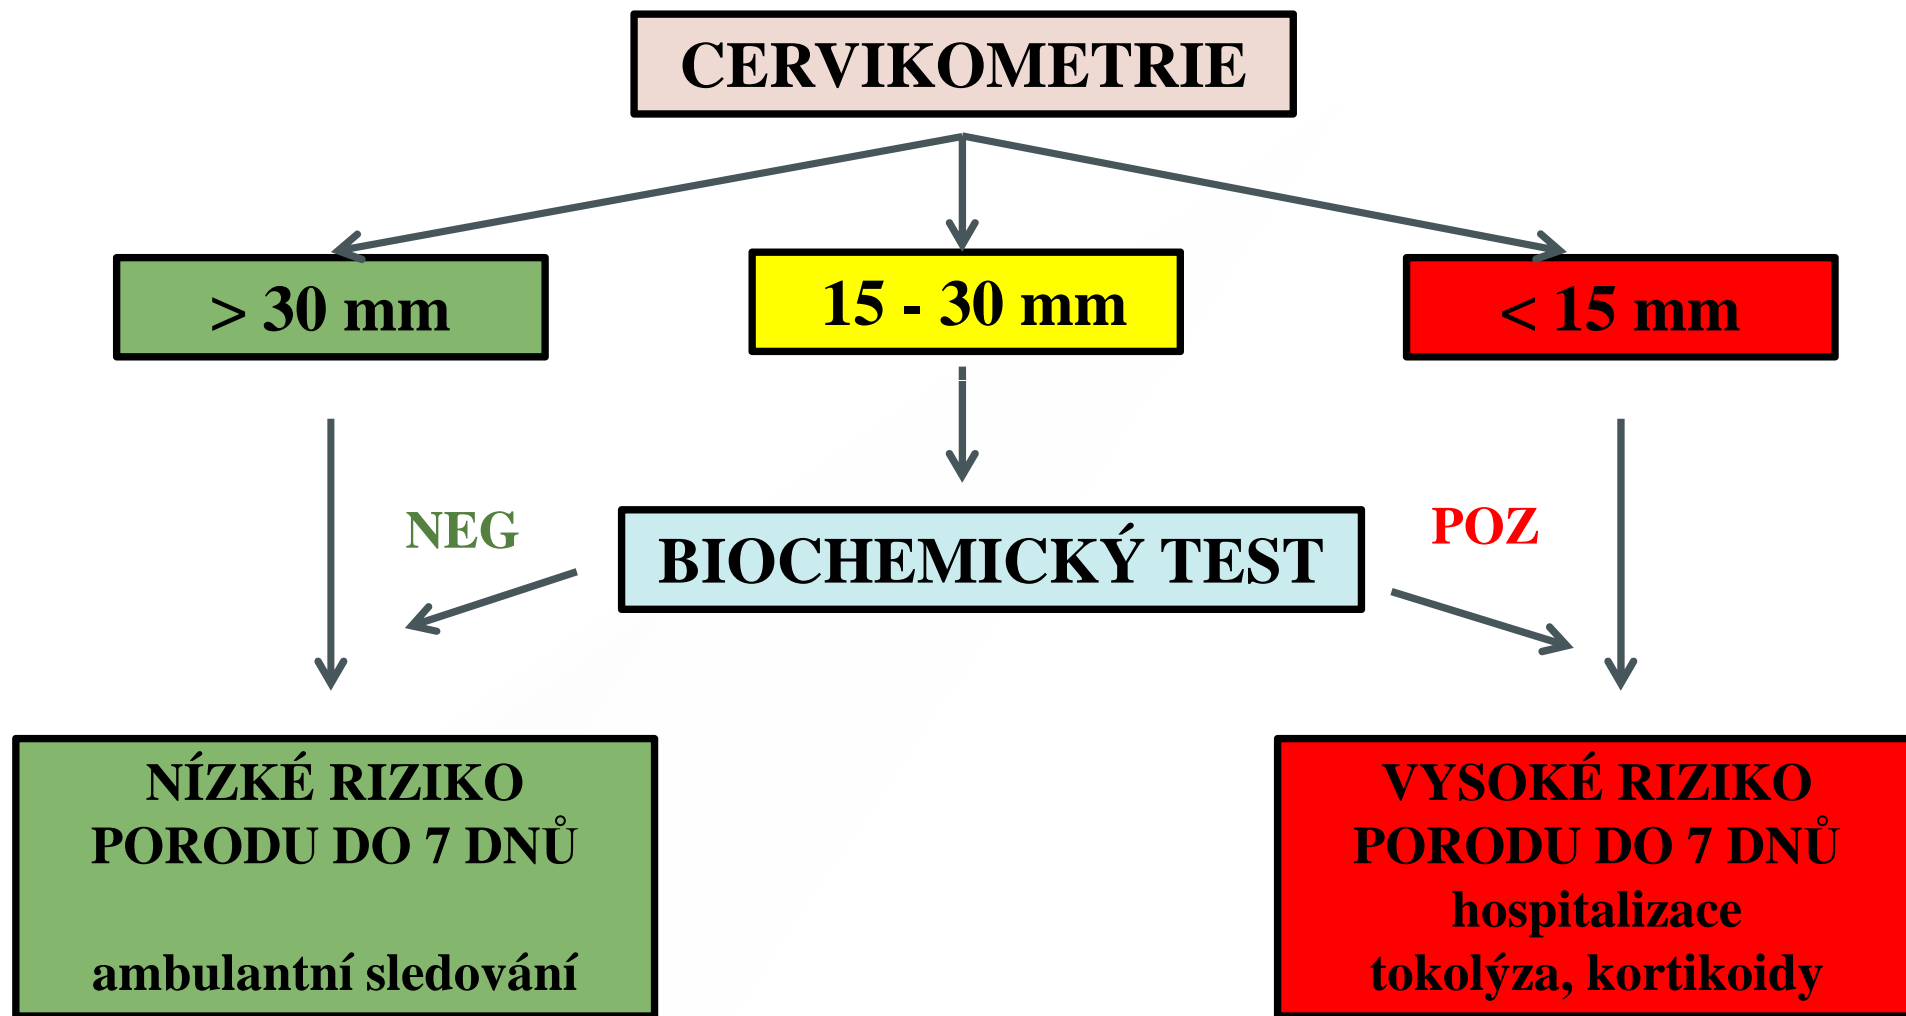 CERVIKOMETRIE
> 30 mm
15 - 30 mm
< 15 mm
NEG
BIOCHEMICKÝ TEST
POZ
NÍZKÉ RIZIKO
PORODU DO 7 DNŮ
ambulantní sledování
VYSOKÉ RIZIKO
PORODU DO 7 DNŮ
hospitalizace
tokolýza, kortikoidy